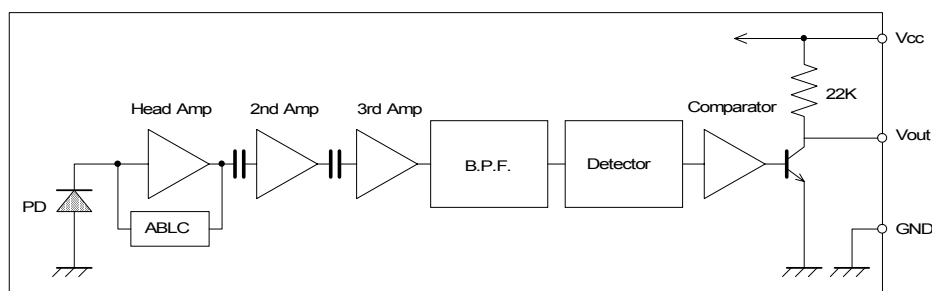 Vcc
22K
Head Amp
2nd Amp
3rd Amp
Comparator
Vout
B.P.F.
Detector
PD
ABLC
GND